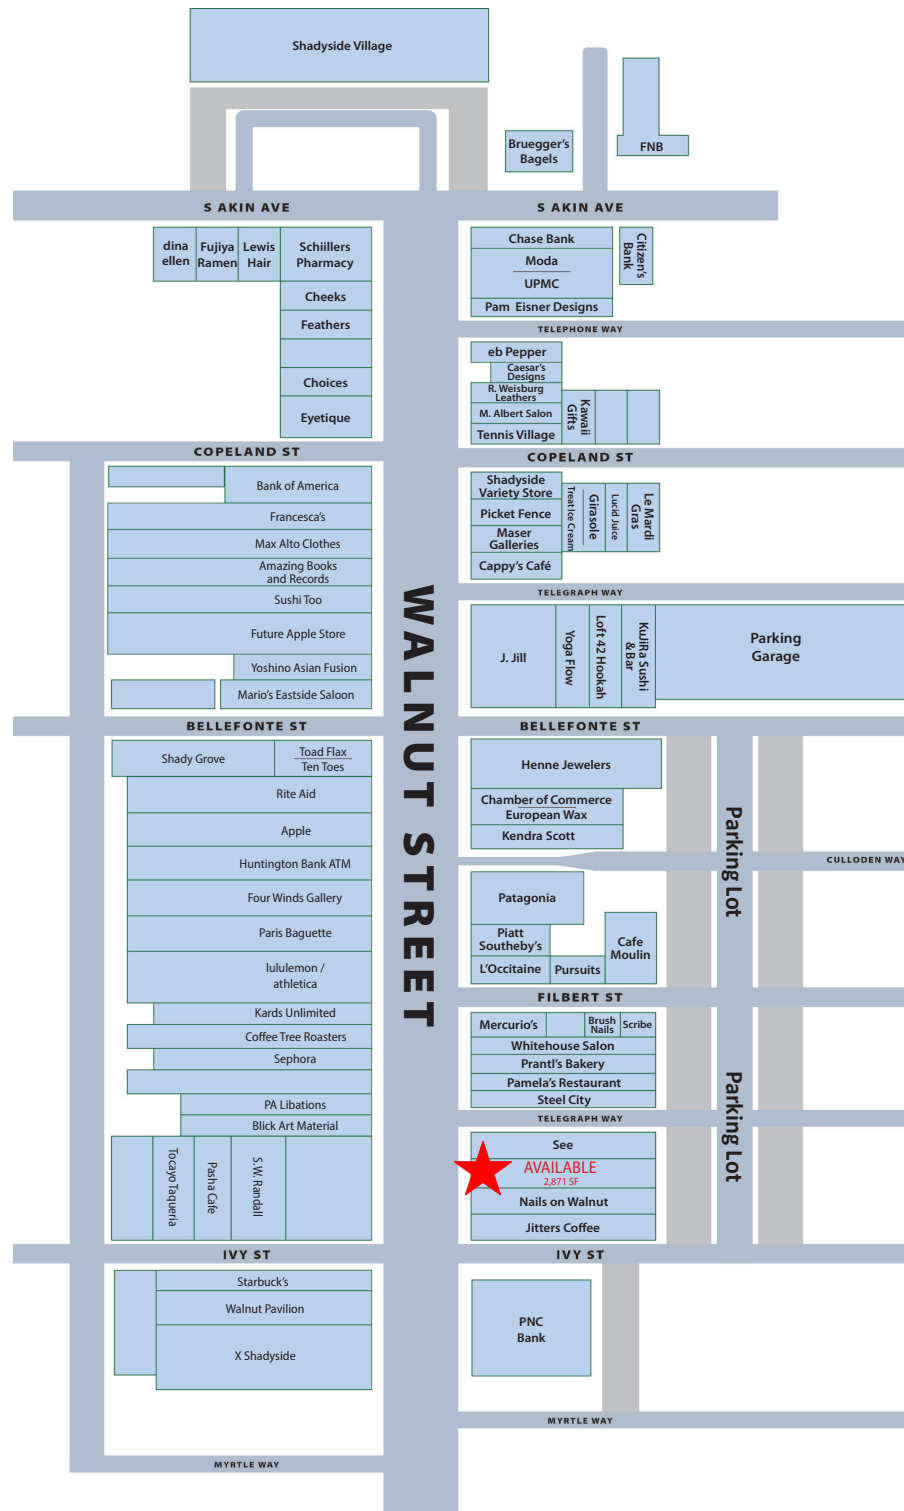 Shadyside Village
Bruegger's
Bagels
FNB
S AKIN AVE
S AKIN AVE
dina
ellen
Fujiya
Ramen
Lewis
Hair
Schiillers
Pharmacy
Cheeks
Feathers
Choices
Eyetique
Chase Bank
Moda
UPMC
Pam Eisner Designs
Citizen's
Bank
TELEPHONE WAY
eb Pepper
Caesar's
Designs
R. Weisburg
Leathers
M. Albert Salon
Tennis Village
Kawaii
Gifts
COPELAND ST
COPELAND ST
Bank of America
Francesca's
Max Alto Clothes
Amazing Books
and Records
Sushi Too
Future Apple Store
Yoshino Asian Fusion
Mario's Eastside Saloon
Shadyside
Variety Store
Picket Fence
Maser
Galleries
Cappy's Café
Treat Ice Cream
Girasole
Lucid Juice
Le Mardi
Gras
TELEGRAPH WAY
WALNUT STREET
J. Jill
Yoga Flow
Loft 42 Hookah
KuJiRa Sushi
& Bar
Parking
Garage
BELLEFONTE ST
BELLEFONTE ST
Shady Grove
Toad Flax
Ten Toes
Rite Aid
Apple
Huntington Bank ATM
Four Winds Gallery
Paris Baguette
lululemon /
athletica
Kards Unlimited
Coffee Tree Roasters
Sephora
PA Libations
Blick Art Material
Tocayo Taqueria
Pasha Cafe
S.W. Randall
Henne Jewelers
Chamber of Commerce
European Wax
Kendra Scott
Parking Lot
CULLODEN WAY
Patagonia
Piatt
Southeby's
L'Occitaine
Pursuits
Cafe
Moulin
FILBERT ST
Mercurio's
Brush
Nails
Scribe
Whitehouse Salon
Prantl's Bakery
Pamela's Restaurant
Steel City
Parking Lot
TELEGRAPH WAY
See
AVAILABLE
2,871 SF
Nails on Walnut
Jitters Coffee
IVY ST
IVY ST
Starbuck's
Walnut Pavilion
X Shadyside
PNC
Bank
MYRTLE WAY
MYRTLE WAY